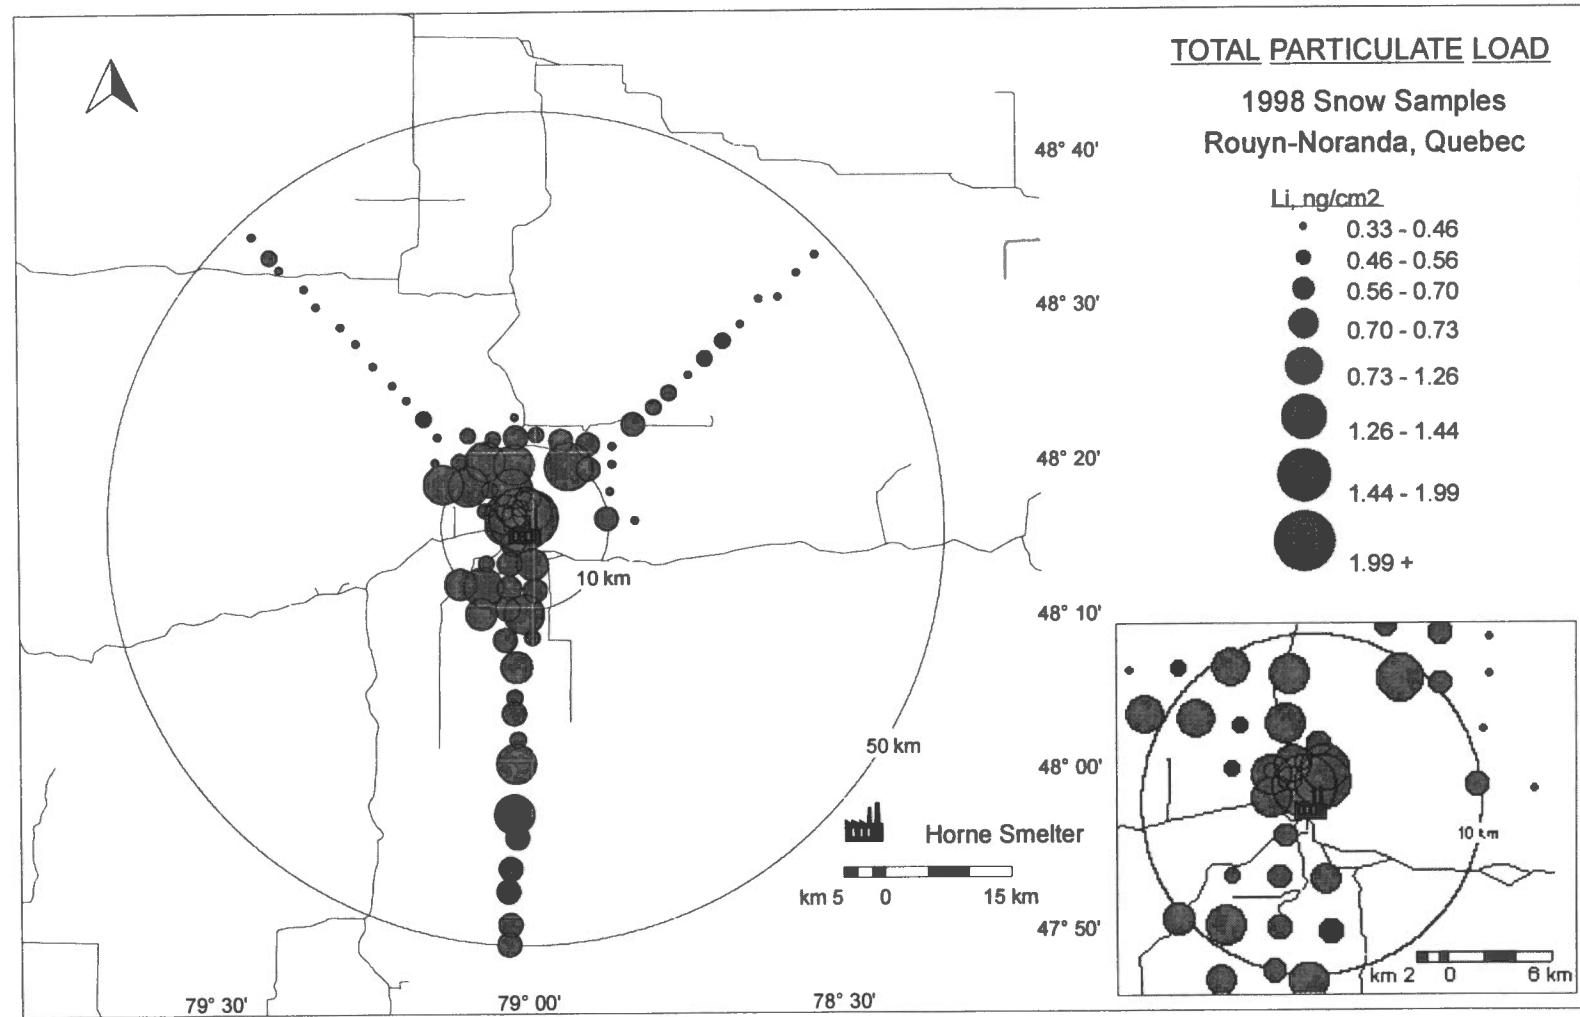 TOTAL PARTICULATE LOAD
1998 Snow Samples
Rouyn-Noranda, Quebec
Li, ng/cm2
0.33 - 0.46
0.46 - 0.56
0.56 - 0.70
0.70 - 0.73
0.73 - 1.26
1.26 - 1.44
1.44 - 1.99
1.99 +
48° 40'
48° 30'
48° 20'
48° 10'
48° 00'
47° 50'
10 km
50 km
Horne Smelter
km 5 0 15 km
79° 30' 79° 00' 78° 30'
10 km
km 2 0 6 km